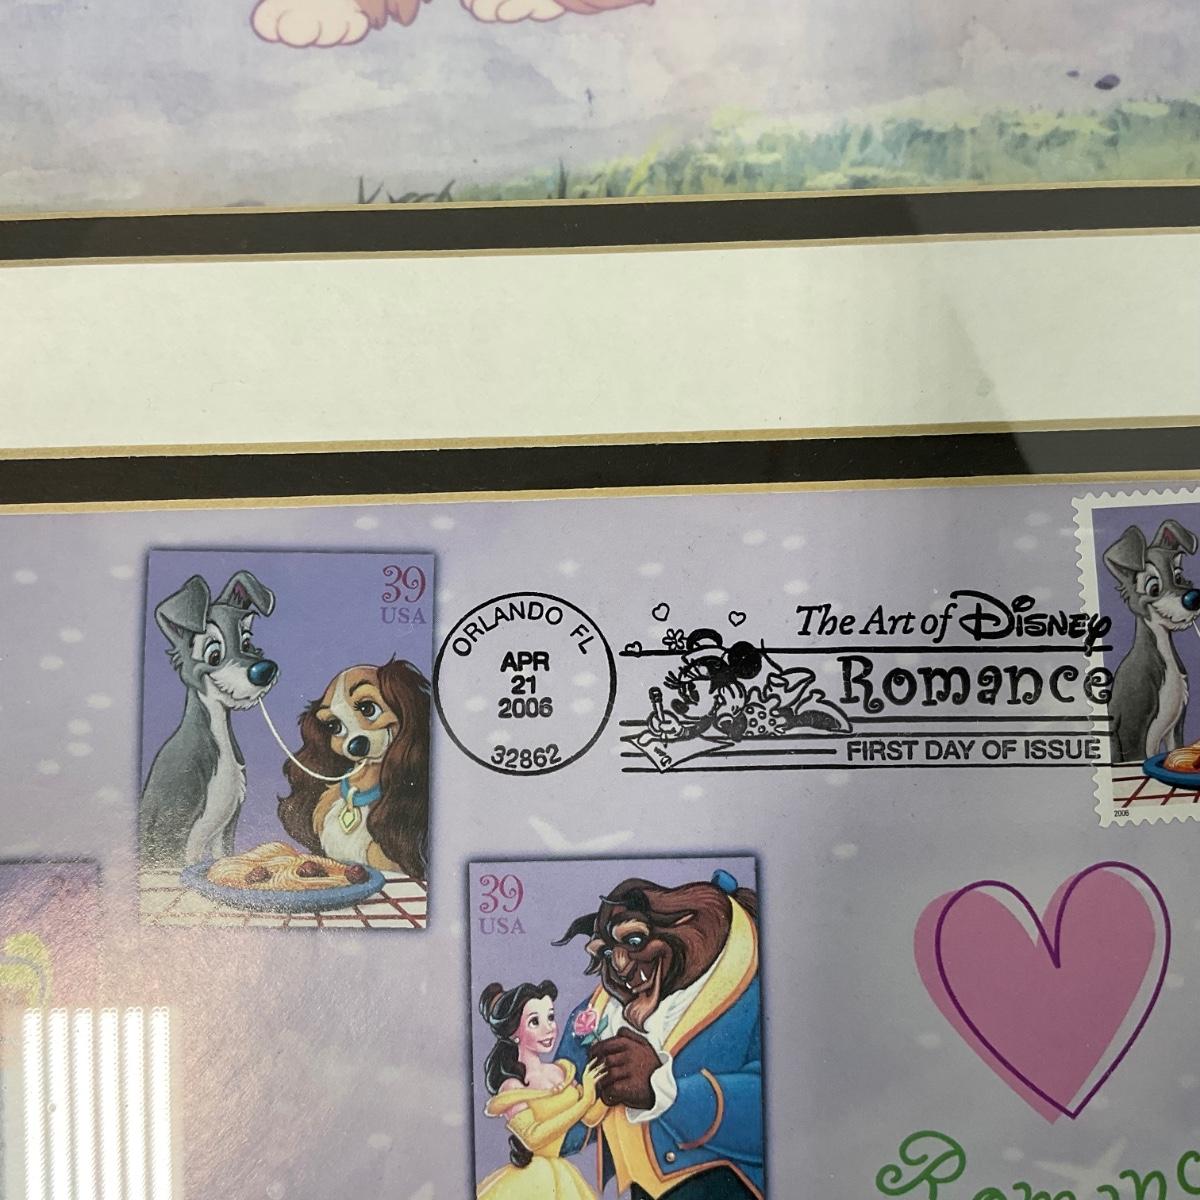 39
USA
ORLANDO FL
APR
21
2006
32862
The Art of Disney
Romance
FIRST DAY OF ISSUE
2006
39
USA